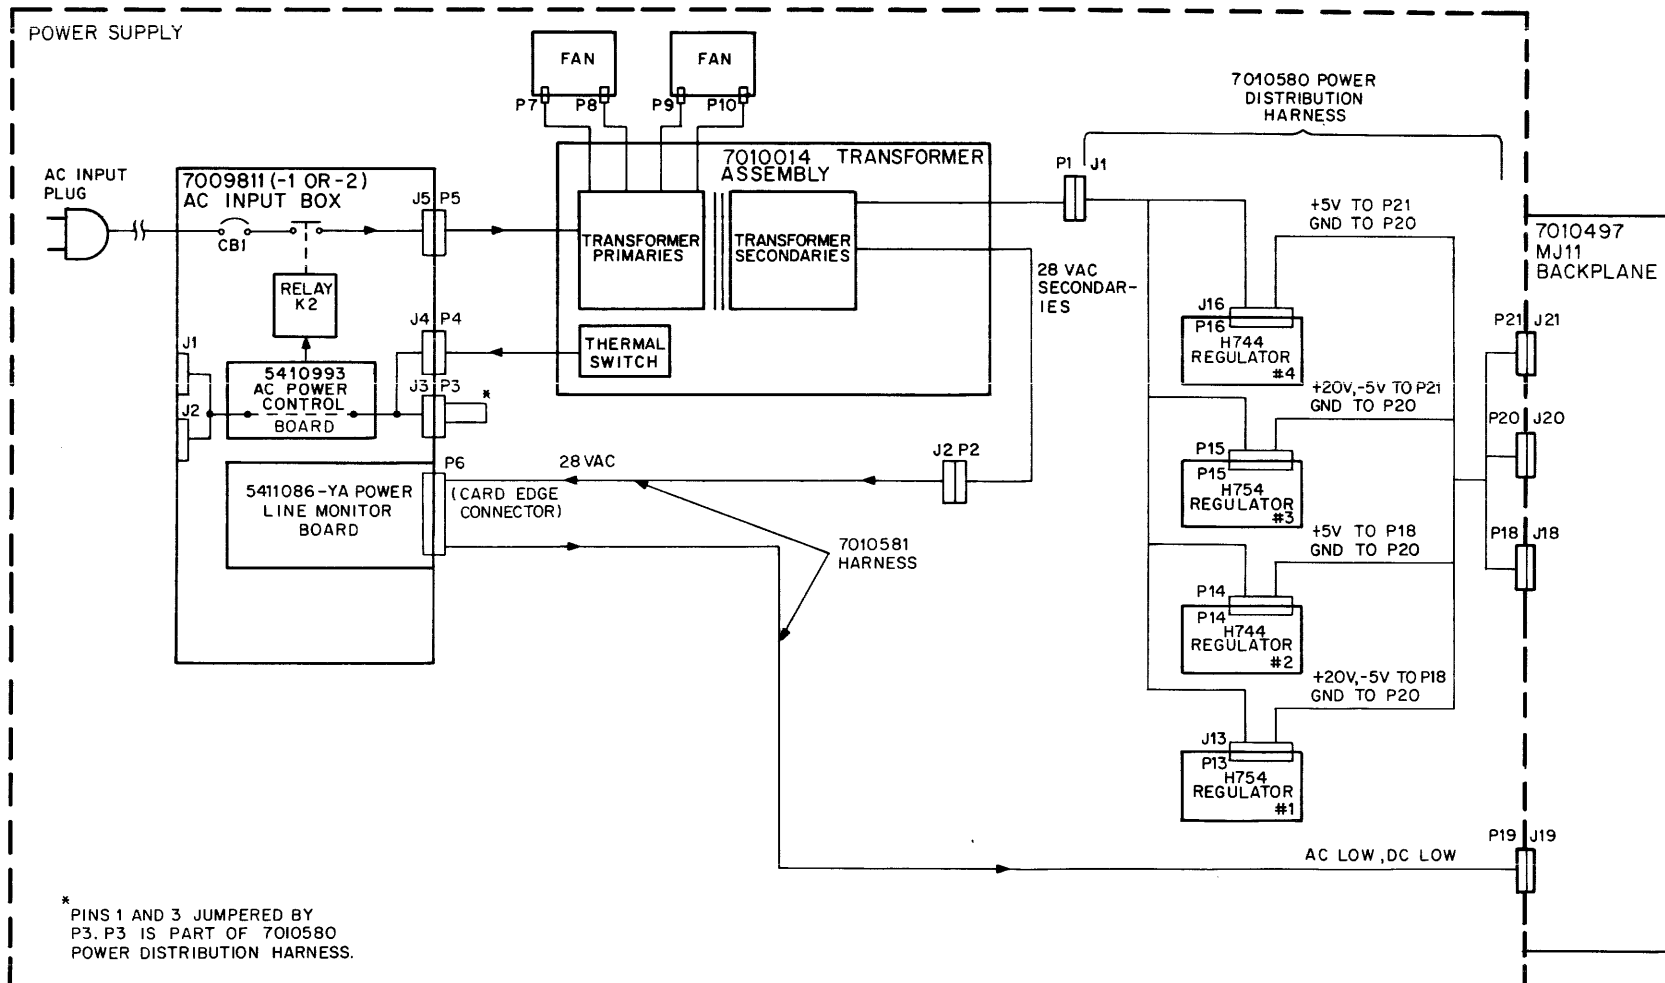 POWER SUPPLY
FAN
FAN
P7
P8
P9
P10
7010580 POWER
DISTRIBUTION
HARNESS
AC INPUT
PLUG
7009811 (-1 OR -2)
AC INPUT BOX
CB1
RELAY
K2
J5 P5
J4 P4
J3 P3
*
J1
J2
5410993
AC POWER
CONTROL
BOARD
5411086-YA POWER
LINE MONITOR
BOARD
P6
(CARD EDGE
CONNECTOR)
28 VAC
7010014 TRANSFORMER
ASSEMBLY
TRANSFORMER
PRIMARIES
TRANSFORMER
SECONDARIES
THERMAL
SWITCH
P1 J1
28 VAC
SECONDAR-
IES
J2 P2
7010581
HARNESS
+5V TO P21
GND TO P20
J16
P16
H744
REGULATOR
#4
+20V,-5V TO P21
GND TO P20
P15
P15
H754
REGULATOR
#3
+5V TO P18
GND TO P20
P14
P14
H744
REGULATOR
#2
+20V,-5V TO P18
GND TO P20
J13
P13
H754
REGULATOR
#1
7010497
MJ11
BACKPLANE
P21 J21
P20 J20
P18 J18
P19 J19
AC LOW, DC LOW
*
PINS 1 AND 3 JUMPERED BY
P3. P3 IS PART OF 7010580
POWER DISTRIBUTION HARNESS.